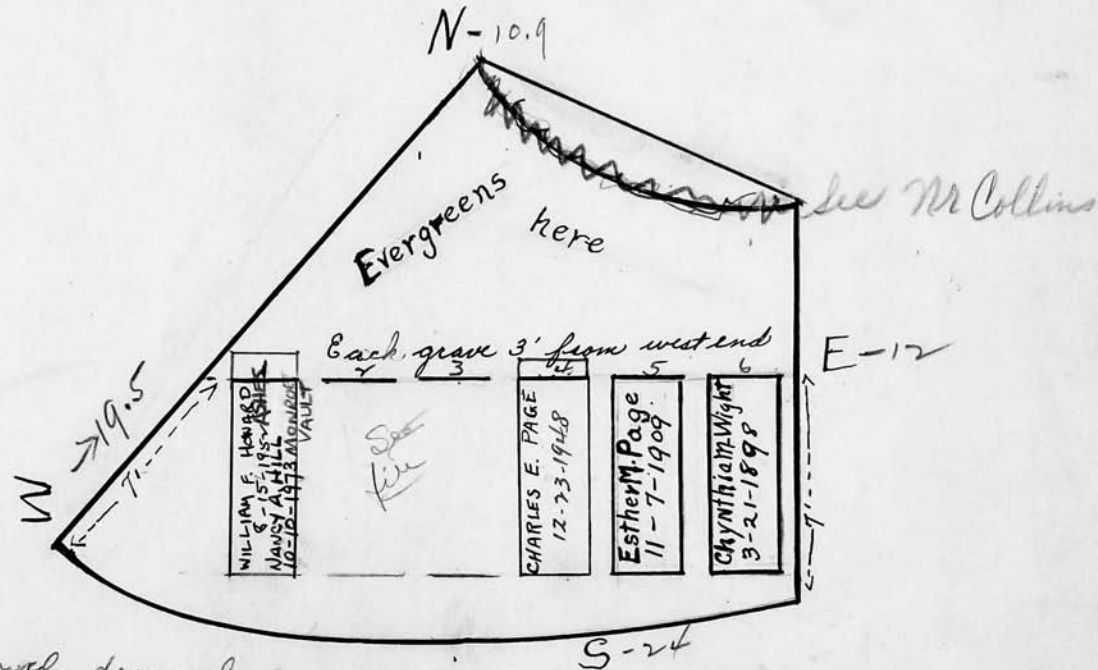 N-10.9
See Mr Collins
Evergreens here
Each grave 3' from west end
E-12
2 3 4 5 6
19.5
7'
W
WILLIAM F. HOWARD
8-15-195 ASHES
NANCY A. HILL
10-10-1973 MONROE
VAULT
See
file
CHARLES E. PAGE
12-23-1948
Esther M. Page
11-7-1909.
Chynthia M. Wight
3-21-1898
7'
S-24